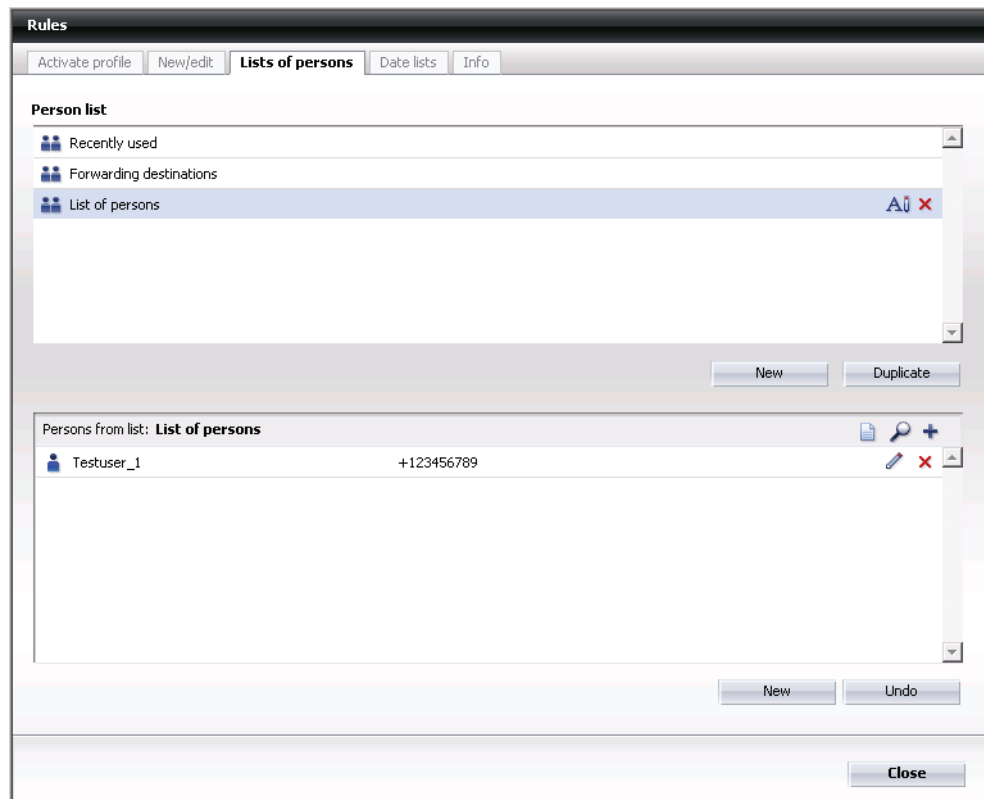 Rules
Activate profile New/edit Lists of persons Date lists Info
Person list
Recently used
Forwarding destinations
List of persons
New Duplicate
Persons from list: List of persons
Testuser_1 +123456789
New Undo
Close